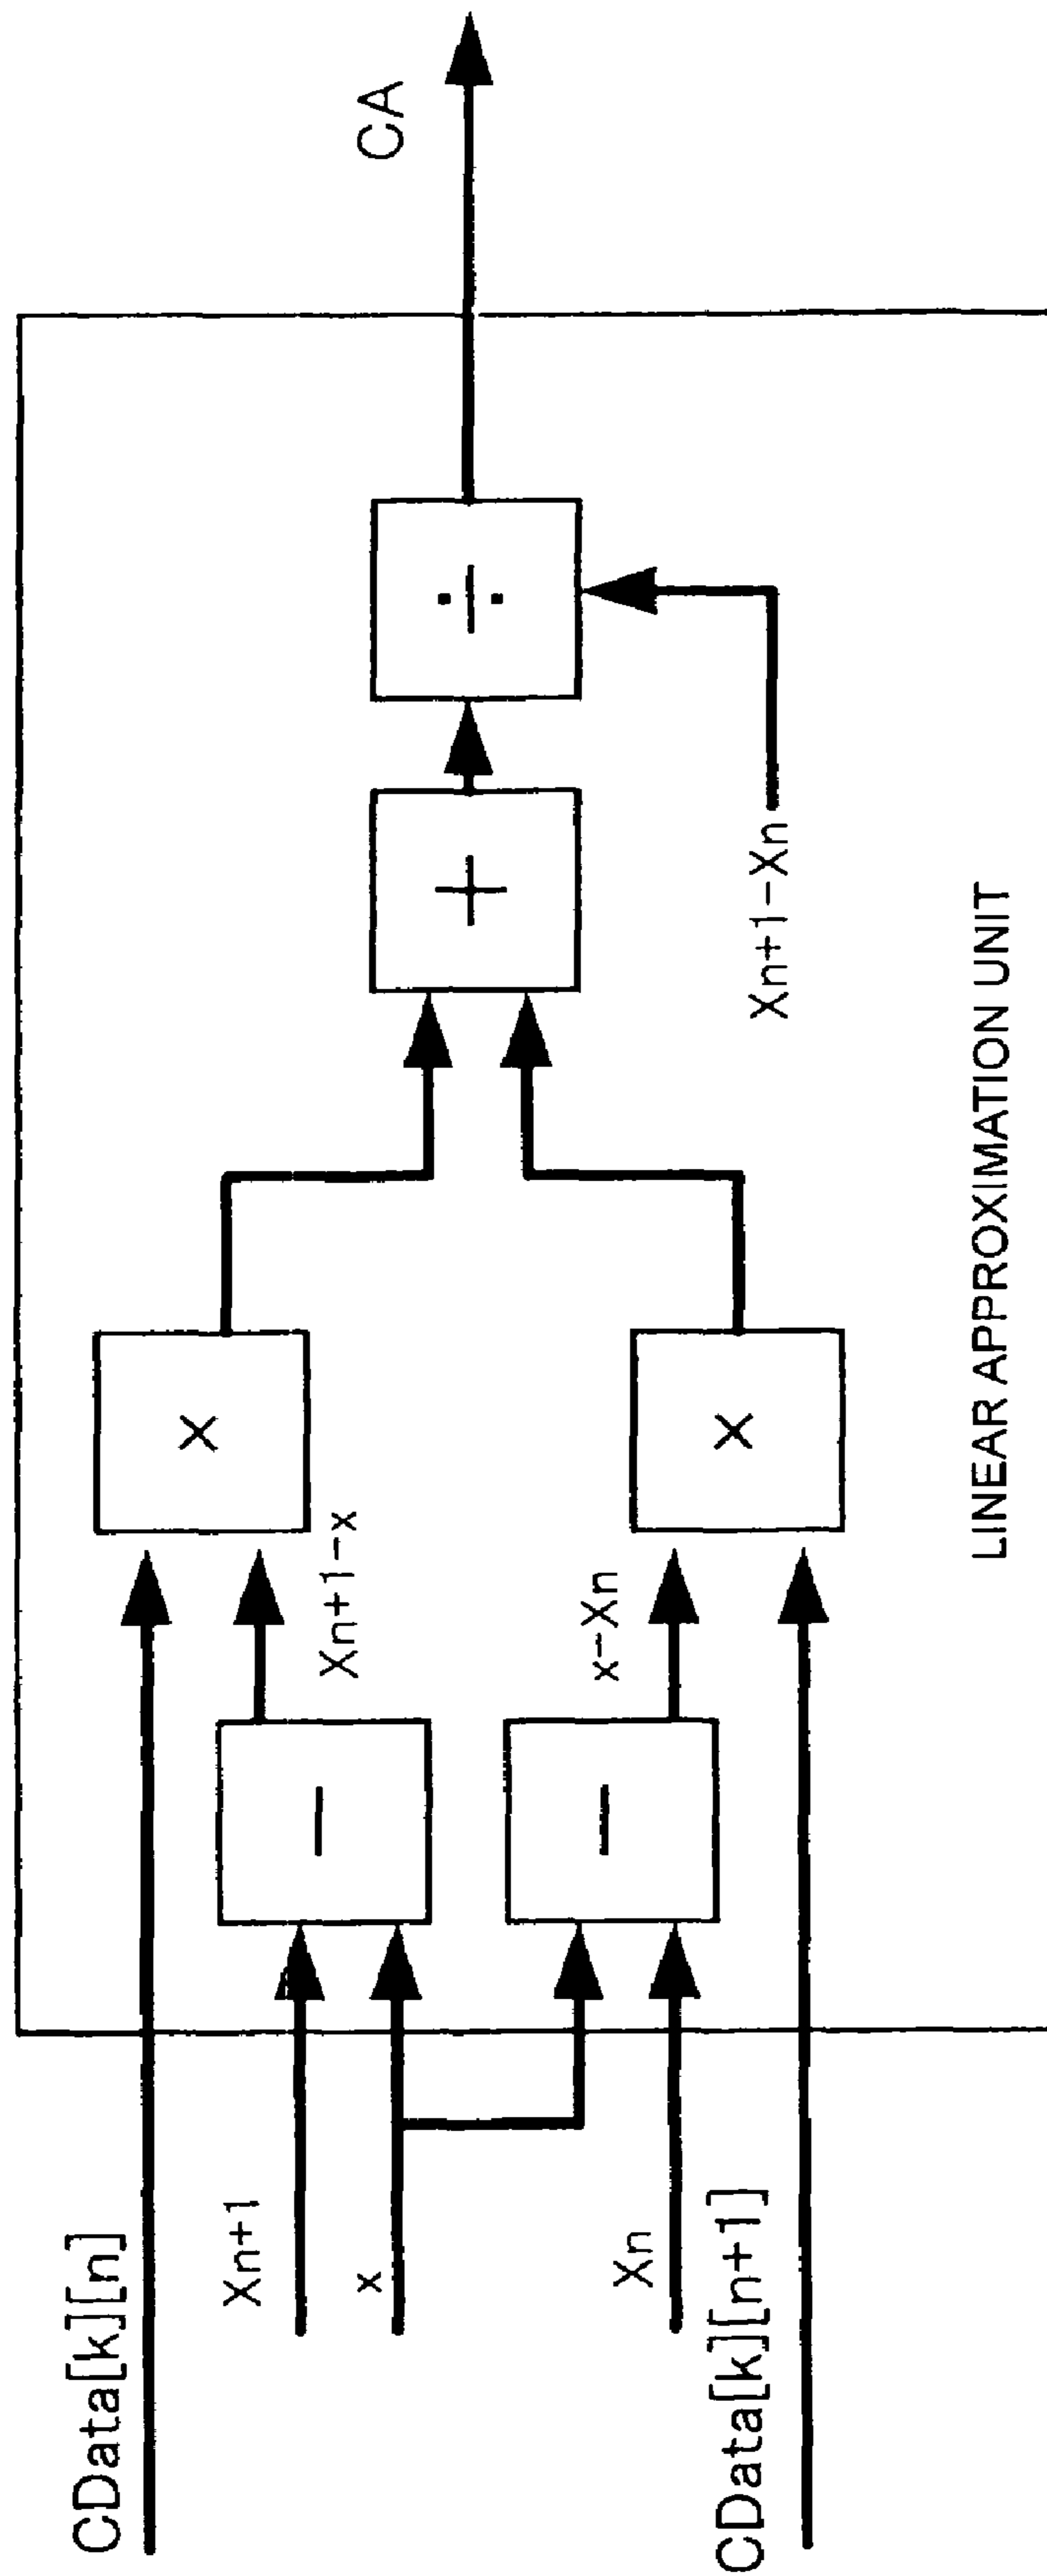 CData[k][n]
Xn+1
x
Xn
CData[k][n+1]
−
−
Xn+1−x
x−Xn
×
×
+
÷
Xn+1−Xn
CA
LINEAR APPROXIMATION UNIT